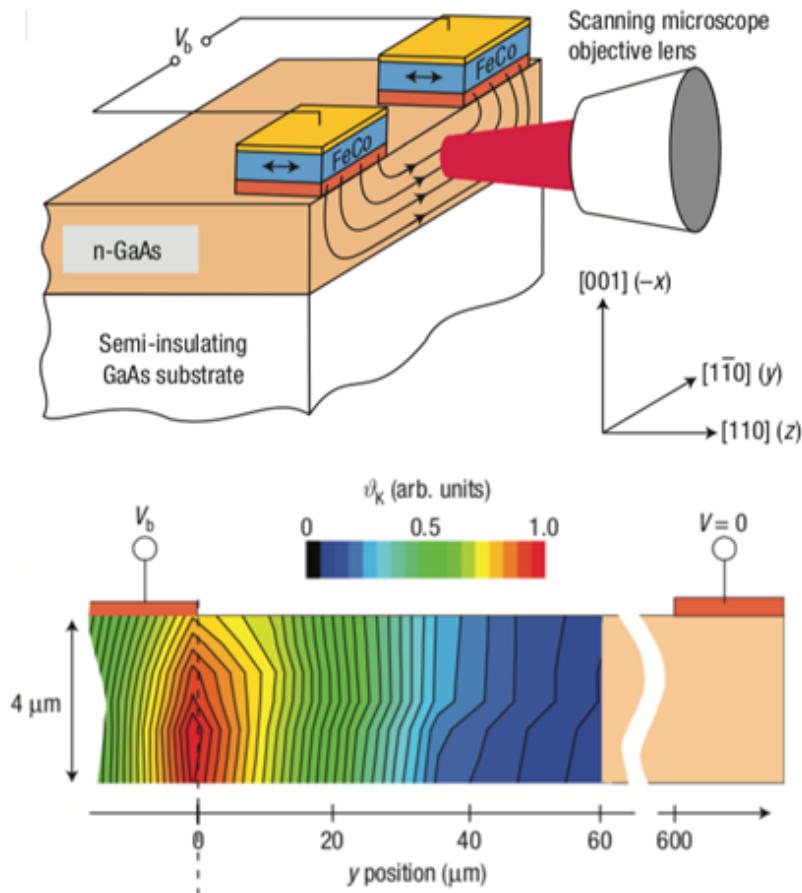 Scanning microscope
objective lens
V_b
FeCo
FeCo
n-GaAs
Semi-insulating
GaAs substrate
[001] (–x)
[11̄0] (y)
[110] (z)
ϑ_K (arb. units)
0 0.5 1.0
V_b
V = 0
4 μm
0 20 40 60 600
y position (μm)